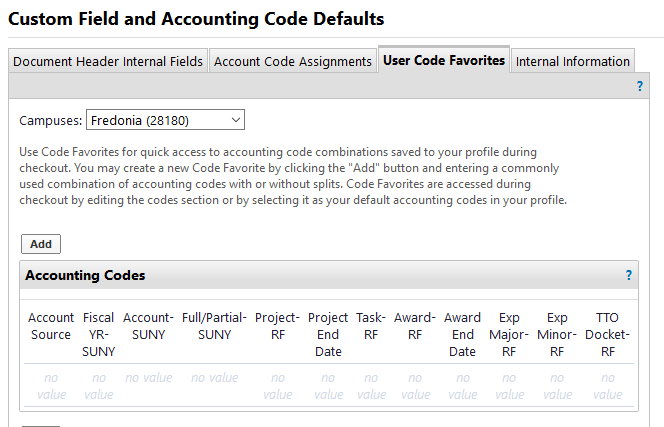 Custom Field and Accounting Code Defaults
Document Header Internal Fields Account Code Assignments User Code Favorites Internal Information
?
Campuses: Fredonia (28180)
Use Code Favorites for quick access to accounting code combinations saved to your profile during
checkout. You may create a new Code Favorite by clicking the "Add" button and entering a commonly
used combination of accounting codes with or without splits. Code Favorites are accessed during
checkout by editing the codes section or by selecting it as your default accounting codes in your profile.
Add
Accounting Codes ?
Account Fiscal Account- Full/Partial- Project- Project Task- Award- Award Exp Exp TTO
Source YR- SUNY SUNY RF End RF RF End Major- Minor- Docket-
SUNY Date Date RF RF RF
no no no value no value no no no no no no no no
value value value value value value value value value value